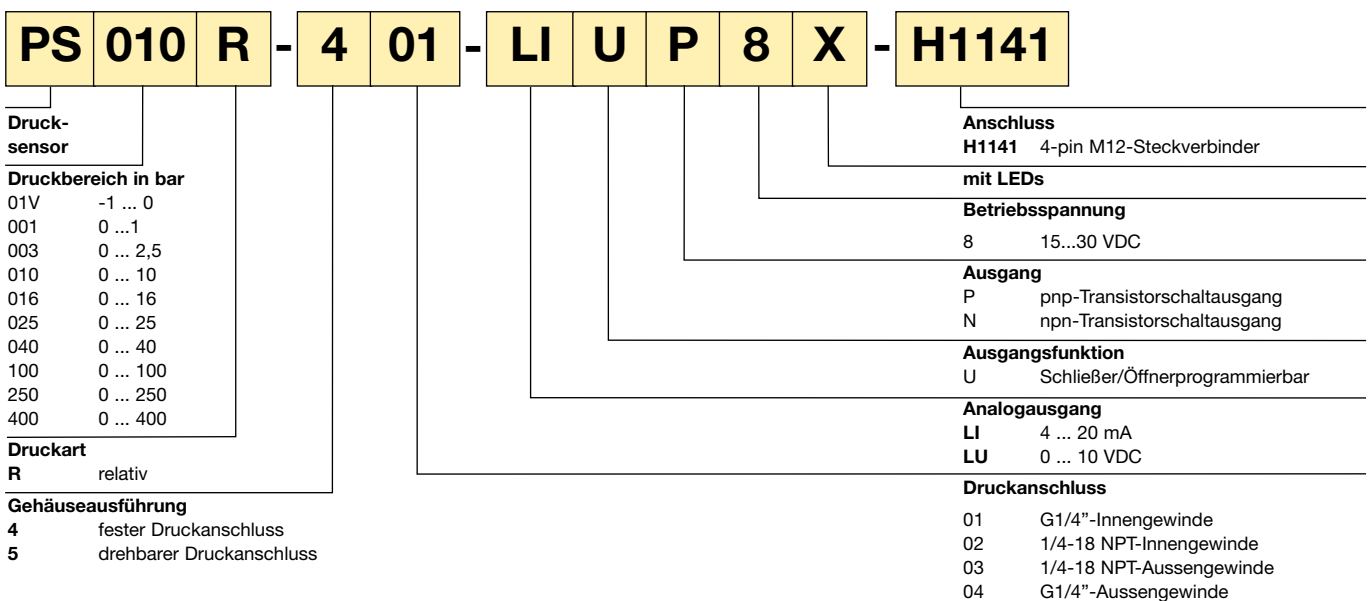 PS 010 R - 4 01 - LI U P 8 X - H1141
Druck-
sensor
Druckbereich in bar
01V -1 ... 0
001 0 ...1
003 0 ... 2,5
010 0 ... 10
016 0 ... 16
025 0 ... 25
040 0 ... 40
100 0 ... 100
250 0 ... 250
400 0 ... 400
Druckart
R relativ
Gehäuseausführung
4 fester Druckanschluss
5 drehbarer Druckanschluss
Anschluss
H1141 4-pin M12-Steckverbinder
mit LEDs
Betriebsspannung
8 15...30 VDC
Ausgang
P pnp-Transistorschaltausgang
N npn-Transistorschaltausgang
Ausgangsfunktion
U Schließer/Öffnerprogrammierbar
Analogausgang
LI 4 ... 20 mA
LU 0 ... 10 VDC
Druckanschluss
01 G1/4”-Innengewinde
02 1/4-18 NPT-Innengewinde
03 1/4-18 NPT-Aussengewinde
04 G1/4”-Aussengewinde